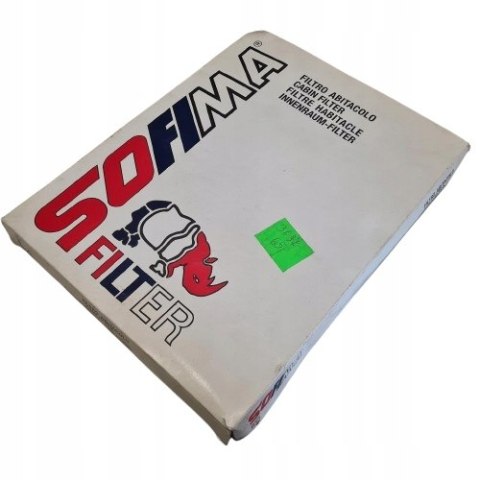 SOFIMA®
FILTER
FILTRO ABITACOLO
CABIN FILTER
FILTRE HABITACLE
INNENRAUM-FILTER